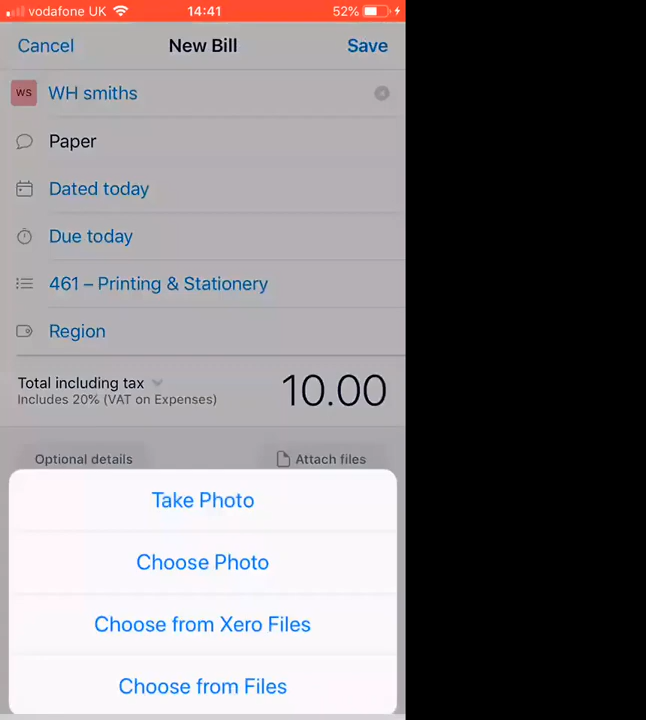 vodafone UK 14:41 52%
Cancel New Bill Save
WS WH smiths
Paper
Dated today
Due today
461 – Printing & Stationery
Region
Total including tax 10.00
Includes 20% (VAT on Expenses)
Optional details Attach files
Take Photo
Choose Photo
Choose from Xero Files
Choose from Files